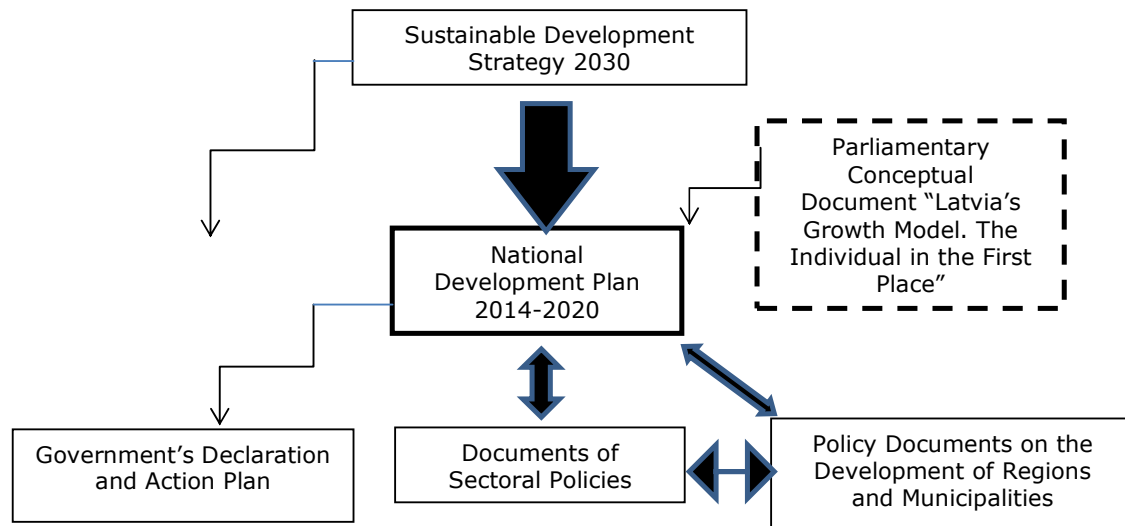 Sustainable Development
Strategy 2030
Parliamentary
Conceptual
Document “Latvia’s
Growth Model. The
Individual in the First
Place”
National
Development Plan
2014-2020
Government’s Declaration
and Action Plan
Documents of
Sectoral Policies
Policy Documents on the
Development of Regions
and Municipalities